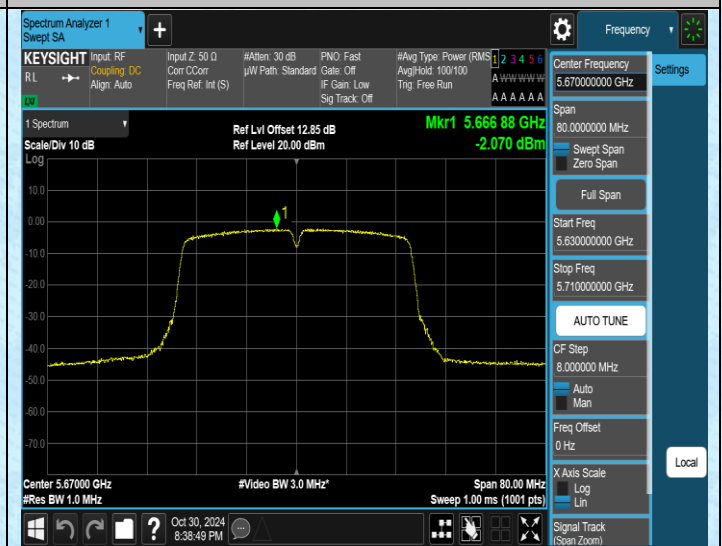 Spectrum Analyzer 1
Swept SA
+
Frequency
KEYSIGHT
R L
LXI
Input: RF
Coupling: DC
Align: Auto
Input Z: 50 Ω
Corr CCorr
Freq Ref: Int (S)
#Atten: 30 dB
µW Path: Standard
PNO: Fast
Gate: Off
IF Gain: Low
Sig Track: Off
#Avg Type: Power (RMS
Avg|Hold: 100/100
Trig: Free Run
1 2 3 4 5 6
A W W W W W
A A A A A A
1 Spectrum
Scale/Div 10 dB
Log
Ref Lvl Offset 12.85 dB
Ref Level 20.00 dBm
Mkr1 5.666 88 GHz
-2.070 dBm
10.0
0.00
-10.0
-20.0
-30.0
-40.0
-50.0
-60.0
-70.0
1
Center 5.67000 GHz
#Res BW 1.0 MHz
#Video BW 3.0 MHz*
Span 80.00 MHz
Sweep 1.00 ms (1001 pts)
Center Frequency
5.670000000 GHz
Span
80.0000000 MHz
Swept Span
Zero Span
Full Span
Start Freq
5.630000000 GHz
Stop Freq
5.710000000 GHz
AUTO TUNE
CF Step
8.000000 MHz
Auto
Man
Freq Offset
0 Hz
X Axis Scale
Log
Lin
Signal Track
(Span Zoom)
Settings
Local
?
Oct 30, 2024
8:38:49 PM